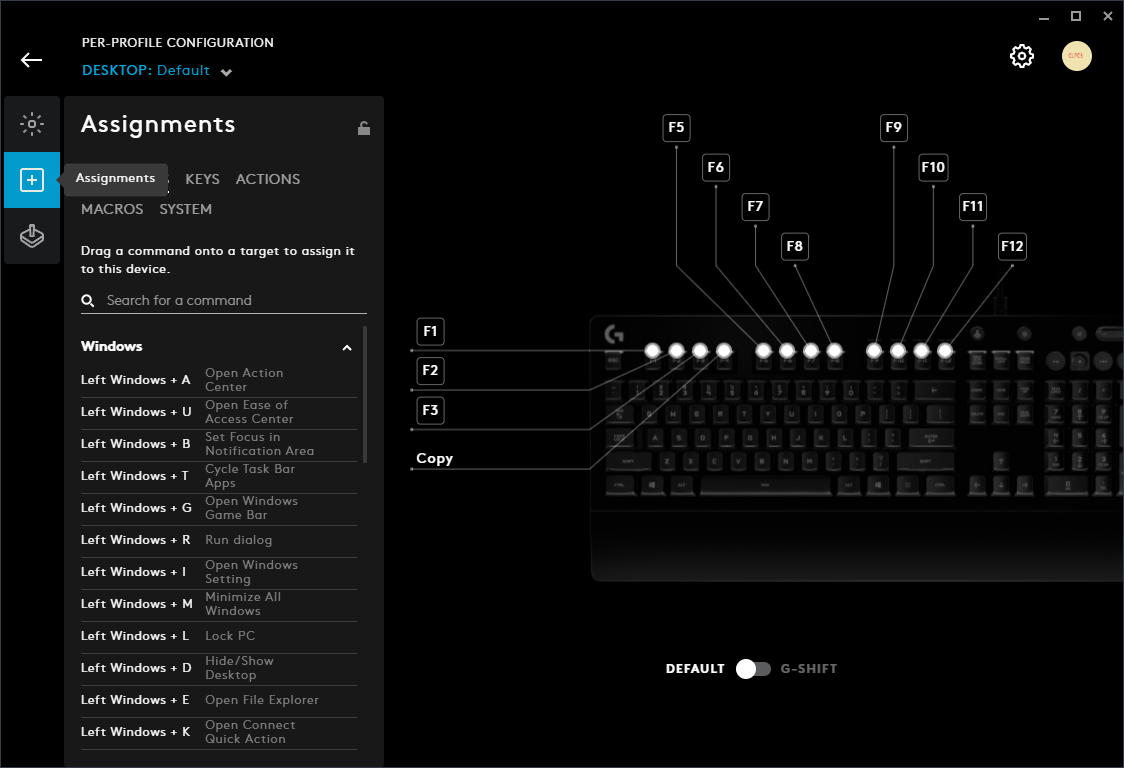 PER-PROFILE CONFIGURATION
DESKTOP: Default
Assignments
Assignments
KEYS
ACTIONS
MACROS
SYSTEM
Drag a command onto a target to assign it
to this device.
Search for a command
Windows
Left Windows + A
Open Action
Center
Left Windows + U
Open Ease of
Access Center
Left Windows + B
Set Focus in
Notification Area
Left Windows + T
Cycle Task Bar
Apps
Left Windows + G
Open Windows
Game Bar
Left Windows + R
Run dialog
Left Windows + I
Open Windows
Setting
Left Windows + M
Minimize All
Windows
Left Windows + L
Lock PC
Left Windows + D
Hide/Show
Desktop
Left Windows + E
Open File Explorer
Left Windows + K
Open Connect
Quick Action
F5
F6
F7
F8
F9
F10
F11
F12
F1
F2
F3
Copy
DEFAULT
G-SHIFT